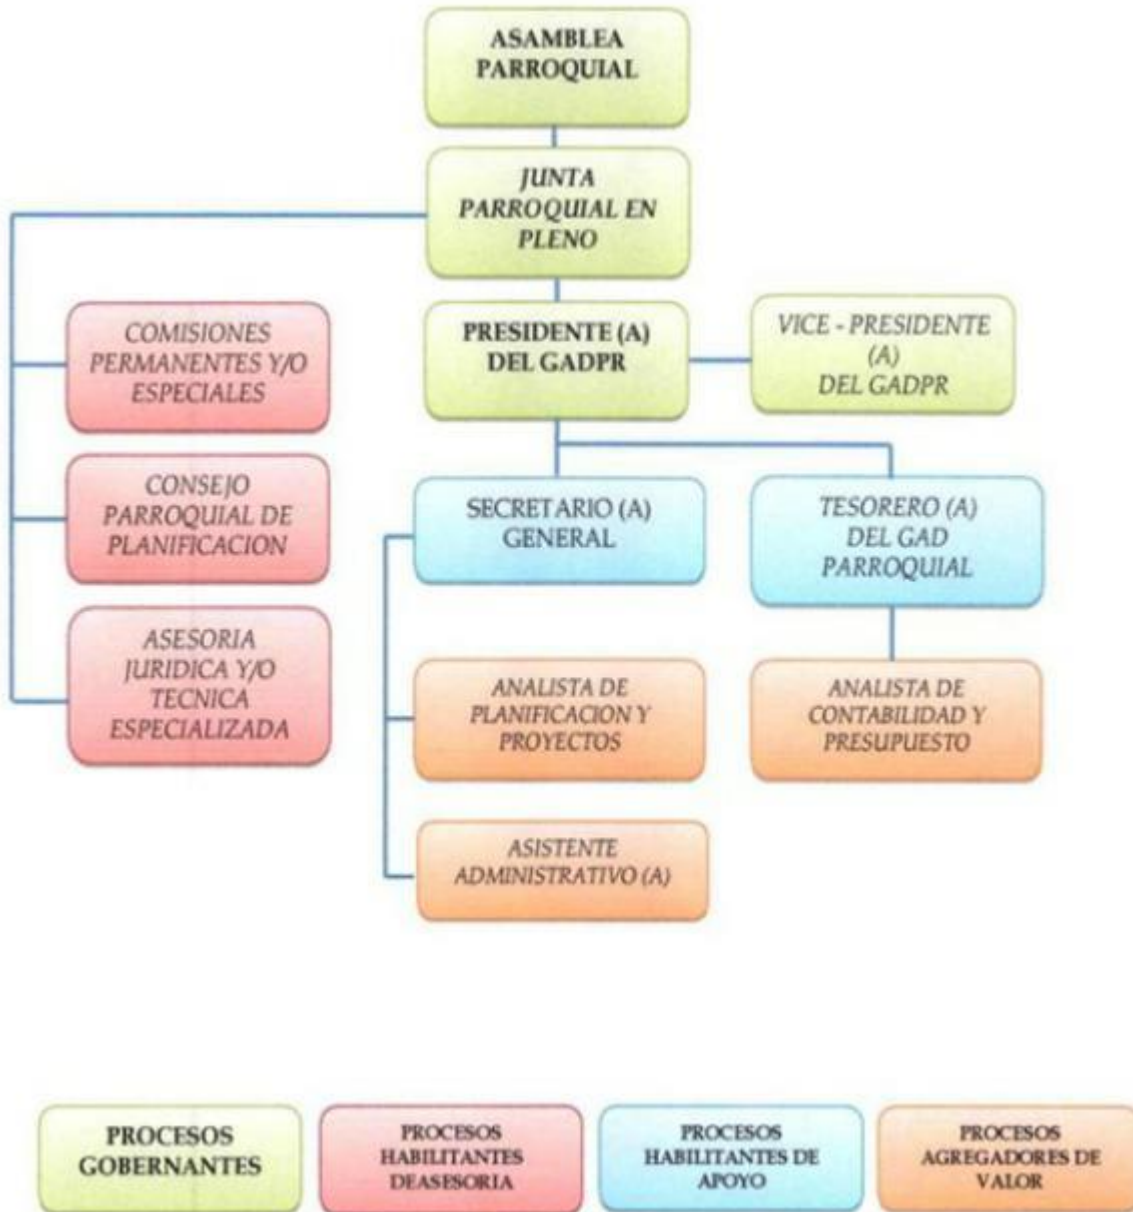 ASAMBLEA
PARROQUIAL
JUNTA
PARROQUIAL EN
PLENO
PRESIDENTE (A)
DEL GADPR
VICE - PRESIDENTE
(A)
DEL GADPR
COMISIONES
PERMANENTES Y/O
ESPECIALES
CONSEJO
PARROQUIAL DE
PLANIFICACION
ASESORIA
JURIDICA Y/O
TECNICA
ESPECIALIZADA
SECRETARIO (A)
GENERAL
TESORERO (A)
DEL GAD
PARROQUIAL
ANALISTA DE
PLANIFICACION Y
PROYECTOS
ANALISTA DE
CONTABILIDAD Y
PRESUPUESTO
ASISTENTE
ADMINISTRATIVO (A)
PROCESOS
GOBERNANTES
PROCESOS
HABILITANTES
DEASESORIA
PROCESOS
HABILITANTES DE
APOYO
PROCESOS
AGREGADORES DE
VALOR